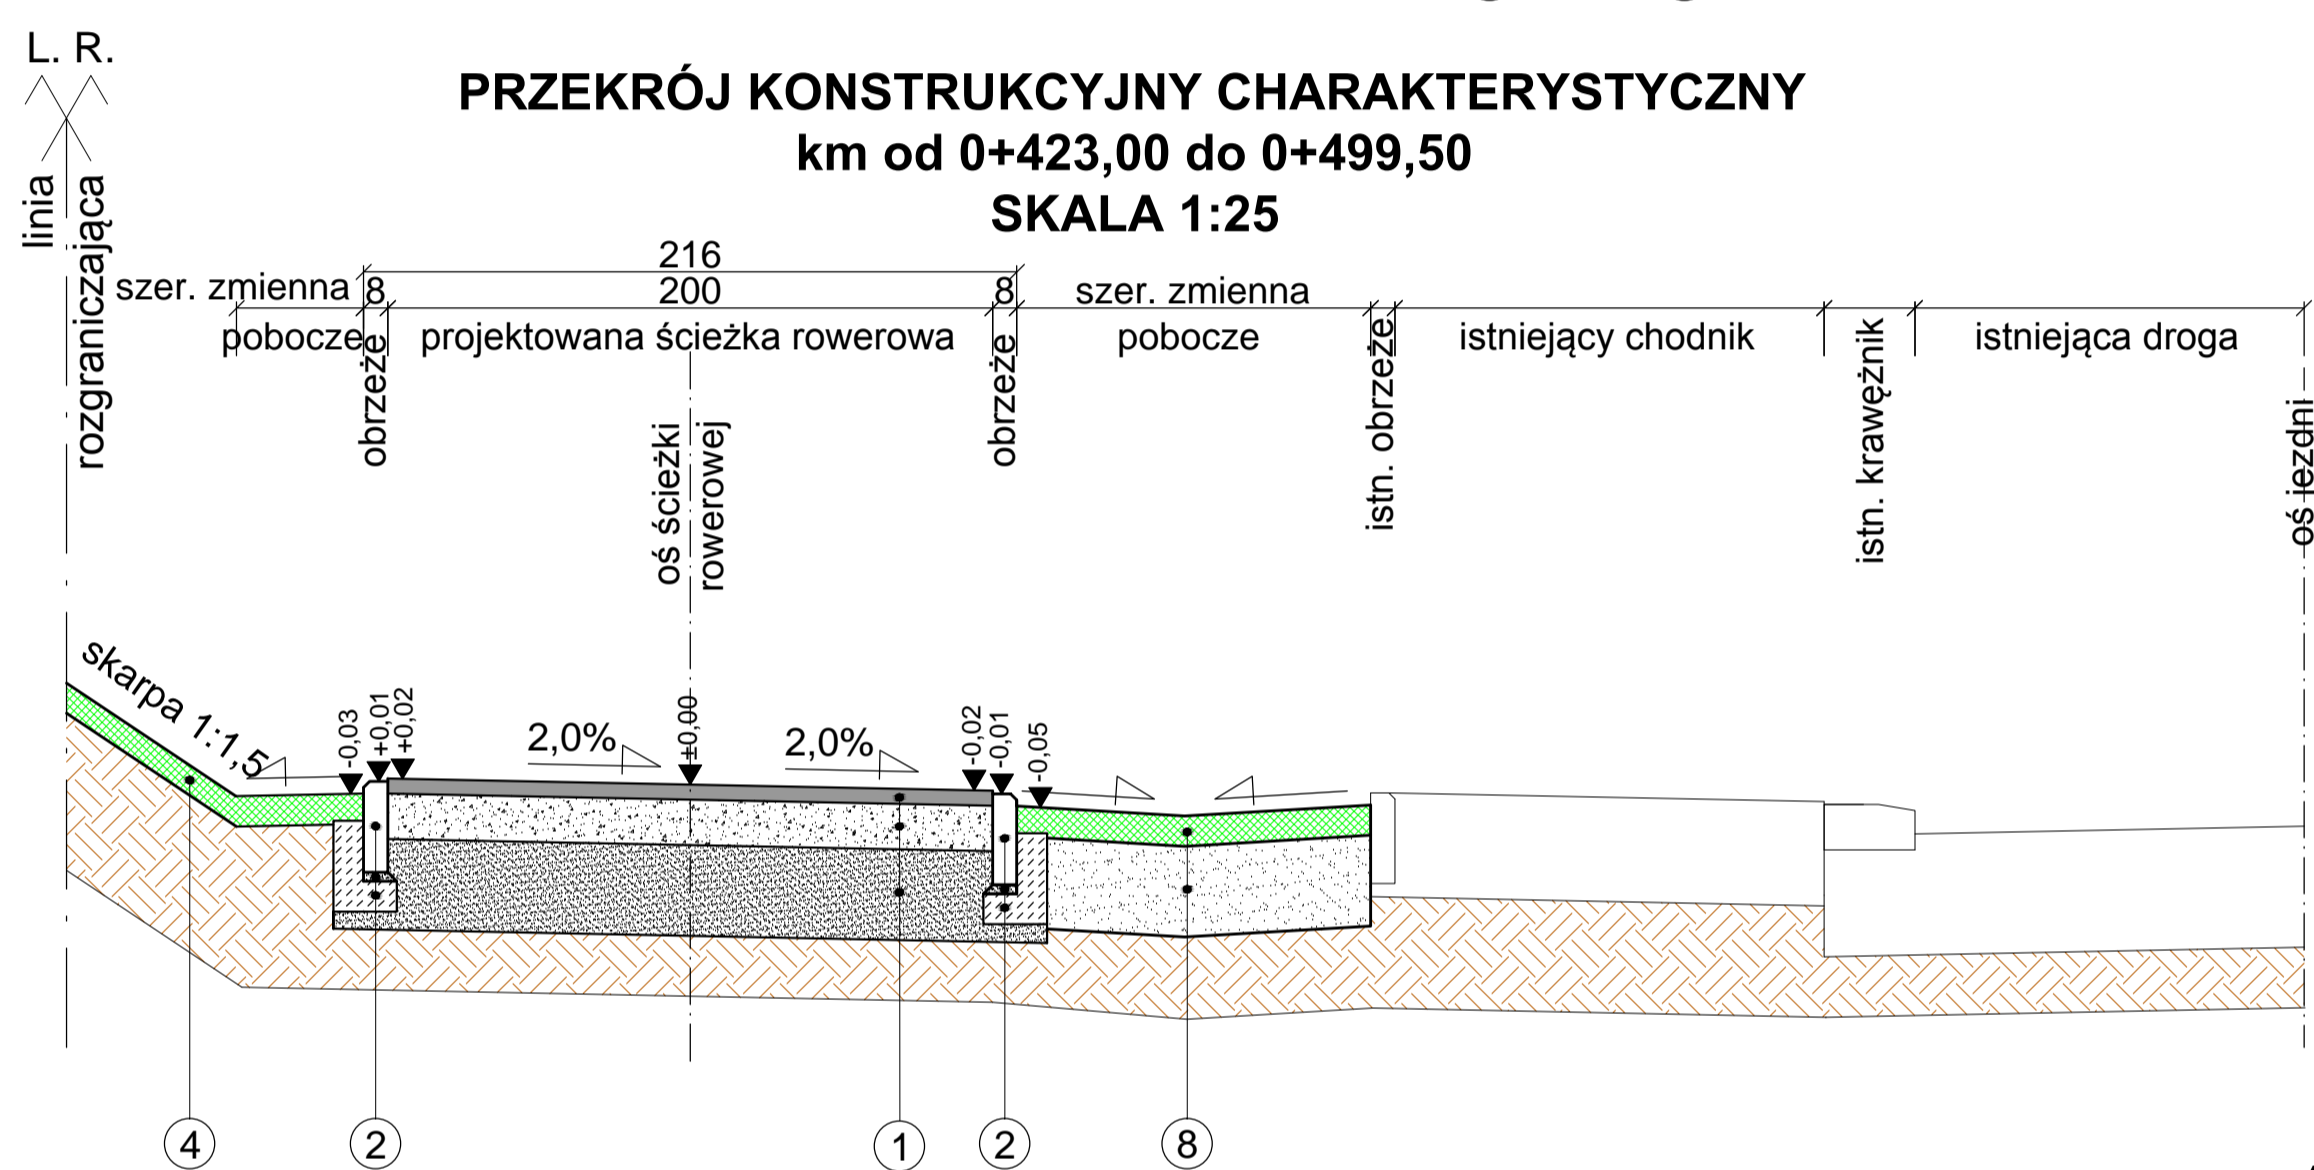 L. R.
PRZEKRÓJ KONSTRUKCYJNY CHARAKTERYSTYCZNY
km od 0+423,00 do 0+499,50
SKALA 1:25
linia
rozgraniczająca
216
szer. zmienna 8 200 8 szer. zmienna
pobocze projektowana ścieżka rowerowa pobocze istniejący chodnik istniejąca droga
obrzeże
oś ścieżki
rowerowej
obrzeże
istn. obrzeże
istn. krawężnik
oś jezdni
skarpa 1:1,5
-0,03
+0,01
+0,02
2,0%
±0,00
2,0%
-0,02
-0,01
-0,05
4 2 1 2 8